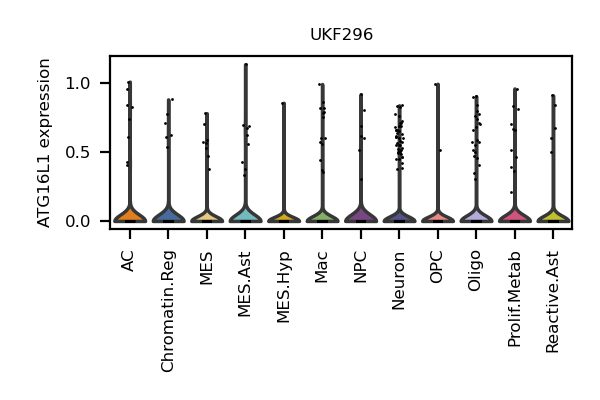 UKF296
ATG16L1 expression
1.0
0.5
0.0
AC
Chromatin.Reg
MES
MES.Ast
MES.Hyp
Mac
NPC
Neuron
OPC
Oligo
Prolif.Metab
Reactive.Ast